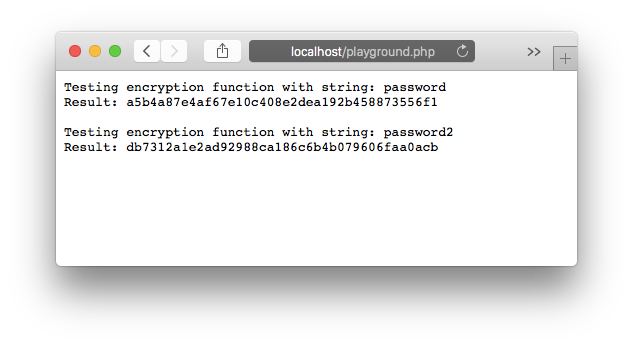 localhost/playground.php
Testing encryption function with string: password
Result: a5b4a87e4af67e10c408e2dea192b458873556f1
Testing encryption function with string: password2
Result: db7312a1e2ad92988ca186c6b4b079606faa0acb